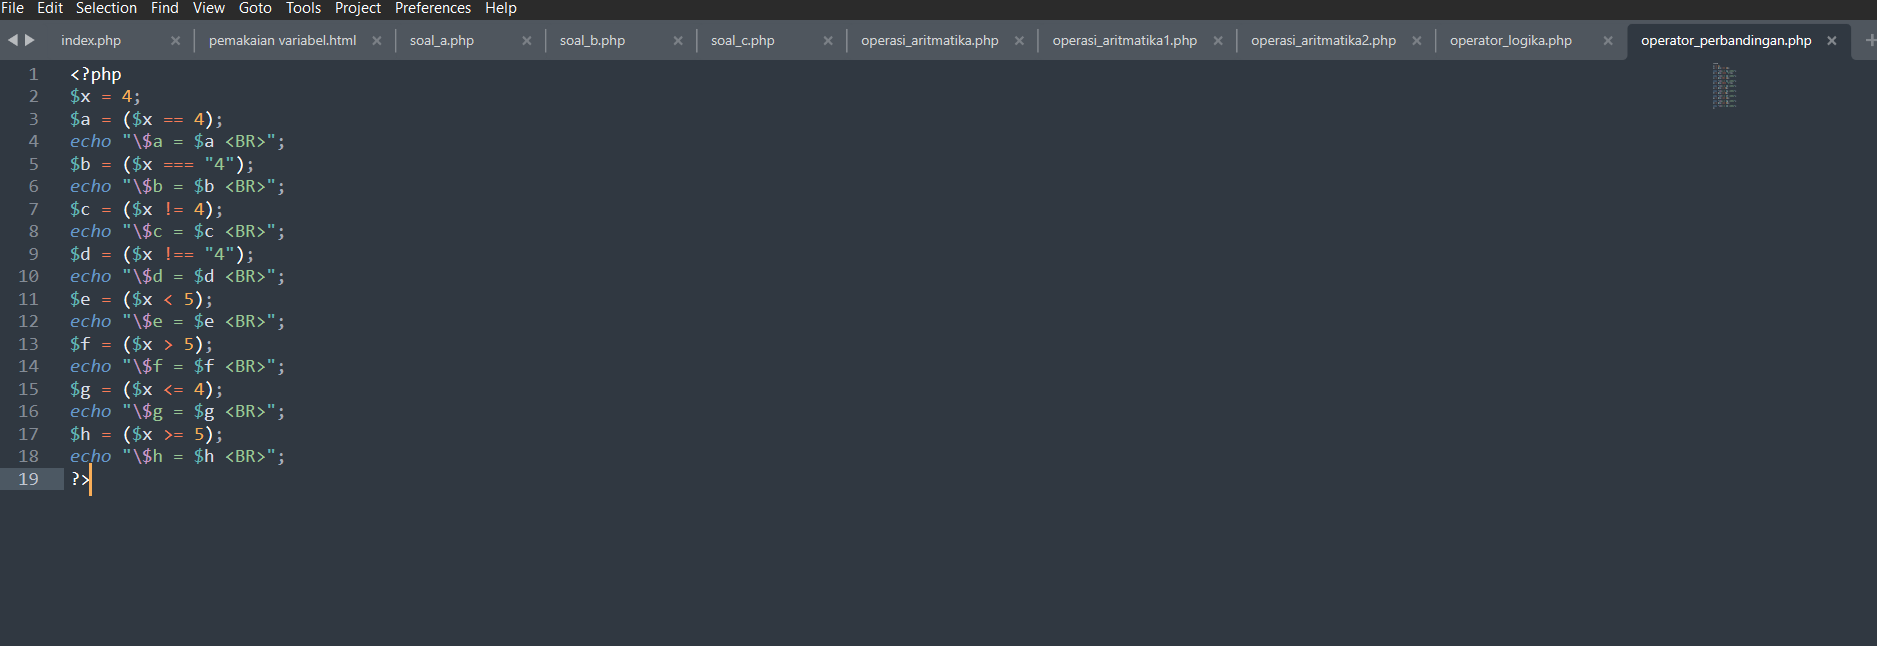 File Edit Selection Find View Goto Tools Project Preferences Help
index.php pemakaian variabel.html soal_a.php soal_b.php soal_c.php operasi_aritmatika.php operasi_aritmatika1.php operasi_aritmatika2.php operator_logika.php operator_perbandingan.php
1 <?php
2 $x = 4;
3 $a = ($x == 4);
4 echo "\$a = $a <BR>";
5 $b = ($x === "4");
6 echo "\$b = $b <BR>";
7 $c = ($x != 4);
8 echo "\$c = $c <BR>";
9 $d = ($x !== "4");
10 echo "\$d = $d <BR>";
11 $e = ($x < 5);
12 echo "\$e = $e <BR>";
13 $f = ($x > 5);
14 echo "\$f = $f <BR>";
15 $g = ($x <= 4);
16 echo "\$g = $g <BR>";
17 $h = ($x >= 5);
18 echo "\$h = $h <BR>";
19 ?>